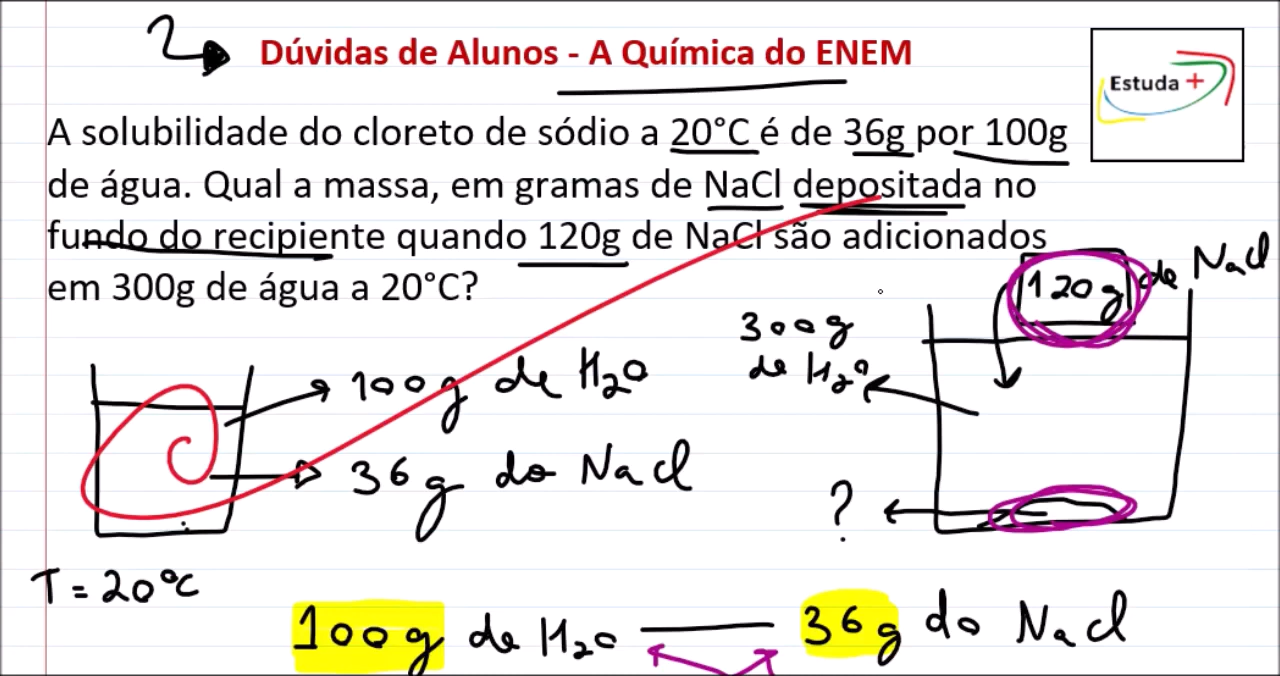 Dúvidas de Alunos - A Química do ENEM
Estuda +
A solubilidade do cloreto de sódio a 20°C é de 36g por 100g
de água. Qual a massa, em gramas de NaCl depositada no
fundo do recipiente quando 120g de NaCl são adicionados
em 300g de água a 20°C?
120g de NaCl
300g
de H2O
100g de H2O
36g do NaCl
?
T = 20°C
100g de H2O 36g do NaCl